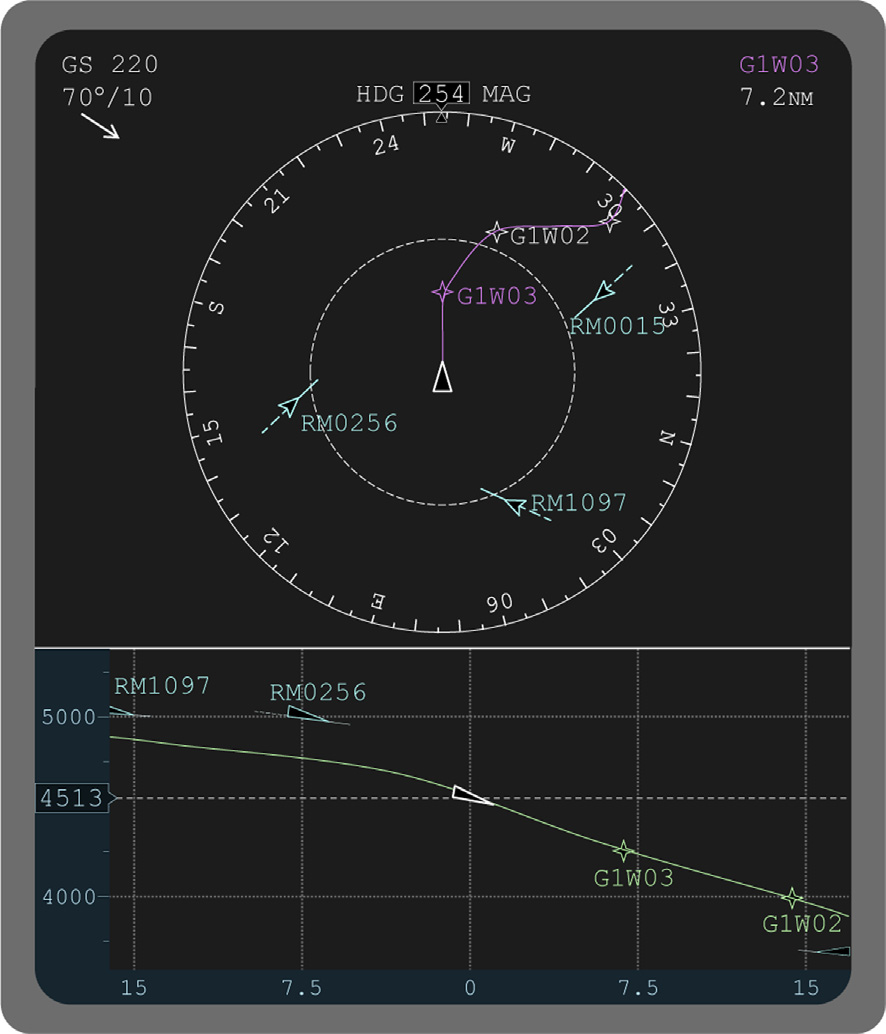 GS 220
70°/10
HDG 254 MAG
G1W03
7.2NM
24
W
21
30
G1W02
S
G1W03
33
RM0015
RM0256
15
N
RM1097
12
03
E
06
RM1097
RM0256
5000
4513
G1W03
4000
G1W02
15
7.5
0
7.5
15